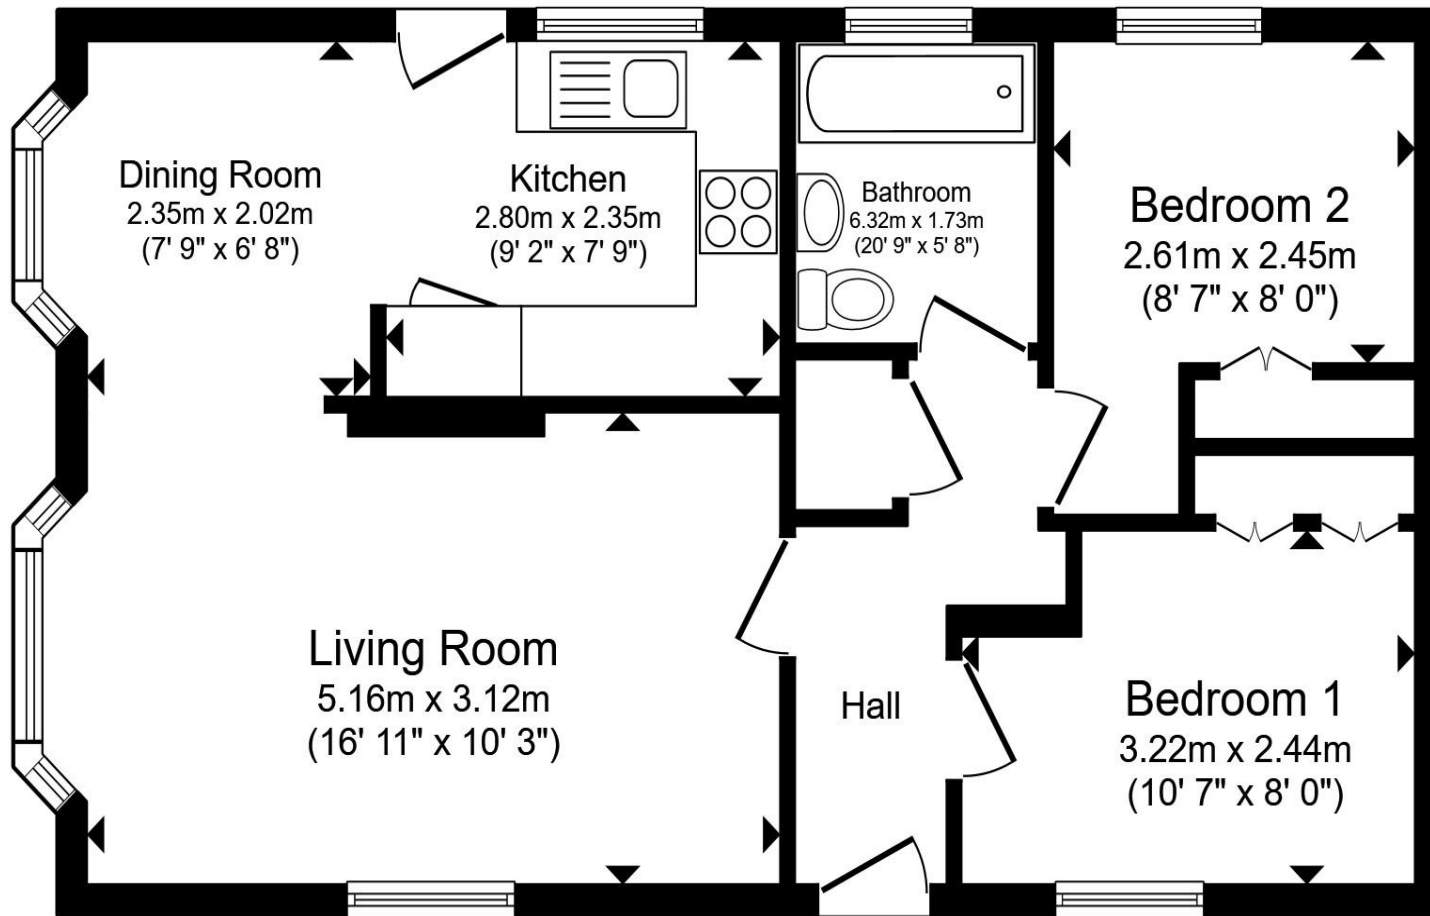 Dining Room
2.35m x 2.02m
(7' 9" x 6' 8")
Kitchen
2.80m x 2.35m
(9' 2" x 7' 9")
Bathroom
6.32m x 1.73m
(20' 9" x 5' 8")
Bedroom 2
2.61m x 2.45m
(8' 7" x 8' 0")
Living Room
5.16m x 3.12m
(16' 11" x 10' 3")
Hall
Bedroom 1
3.22m x 2.44m
(10' 7" x 8' 0")